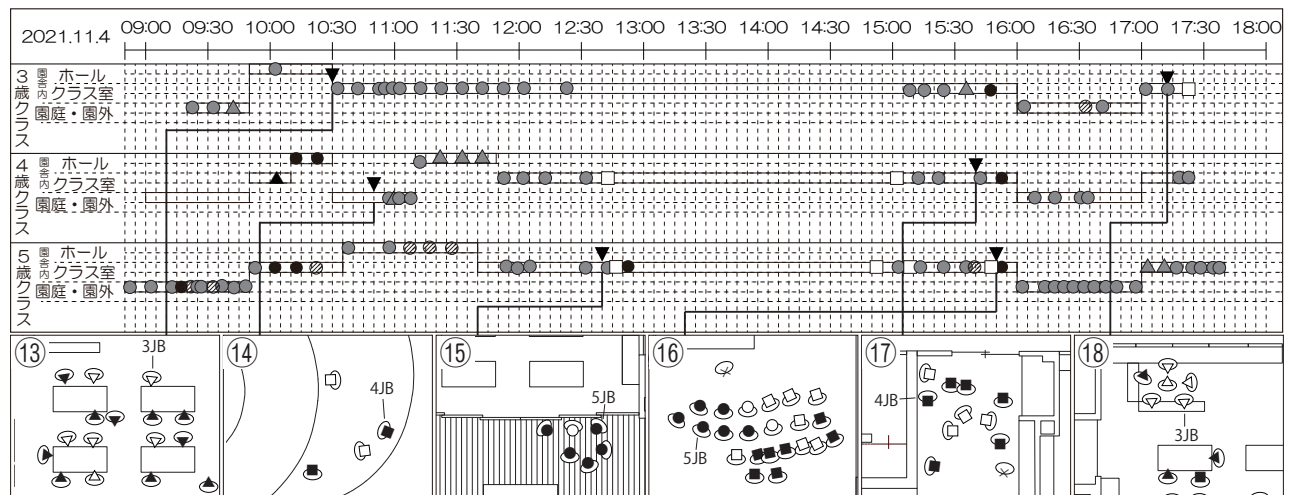 2021.11.4
09:00 09:30 10:00 10:30 11:00 11:30 12:00 12:30 13:00 13:30 14:00 14:30 15:00 15:30 16:00 16:30 17:00 17:30 18:00
3歳クラス
園舎内
ホール
クラス室
園庭・園外
4歳クラス
園舎内
ホール
クラス室
園庭・園外
5歳クラス
園舎内
ホール
クラス室
園庭・園外
⑬
3JB
⑭
4JB
⑮
5JB
⑯
5JB
⑰
4JB
⑱
3JB